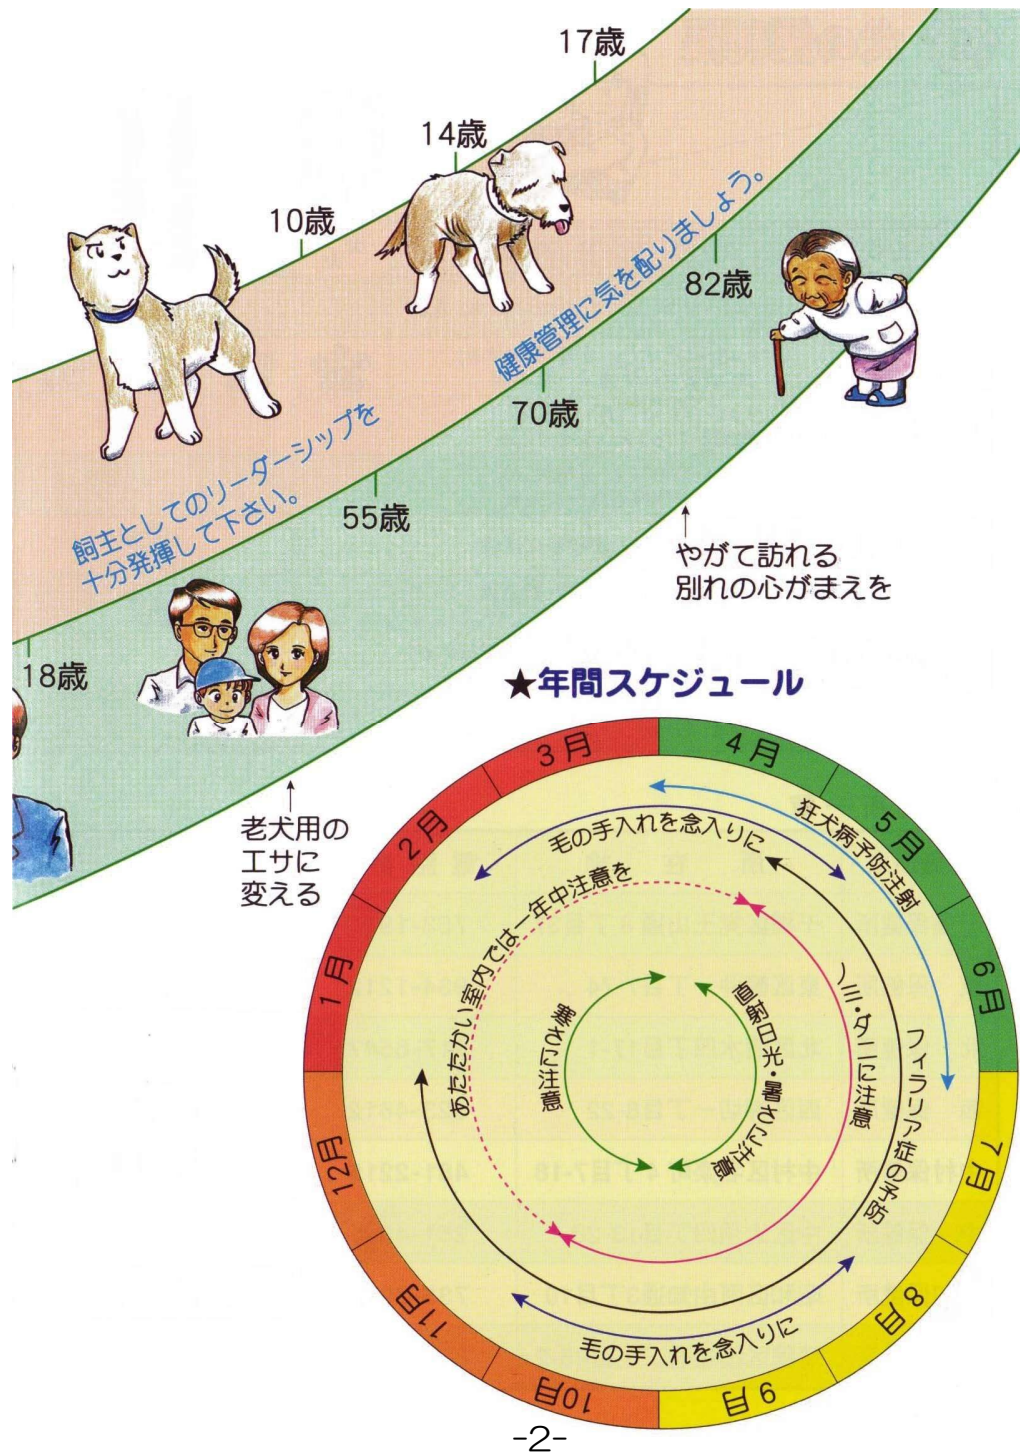 17歳
14歳
10歳
健康管理に気を配りましょう。
82歳
70歳
飼主としてのリーダーシップを
十分発揮して下さい。
55歳
18歳
やがて訪れる
別れの心がまえを
老犬用の
エサに
変える
★年間スケジュール
1月
2月
3月
4月
5月
6月
7月
8月
9月
10月
11月
12月
狂犬病予防注射
毛の手入れを念入りに
あたたかい室内では一年中注意を
ノミ・ダニに注意
フィラリア症の予防
寒さに注意
直射日光・暑さに注意
毛の手入れを念入りに
-2-